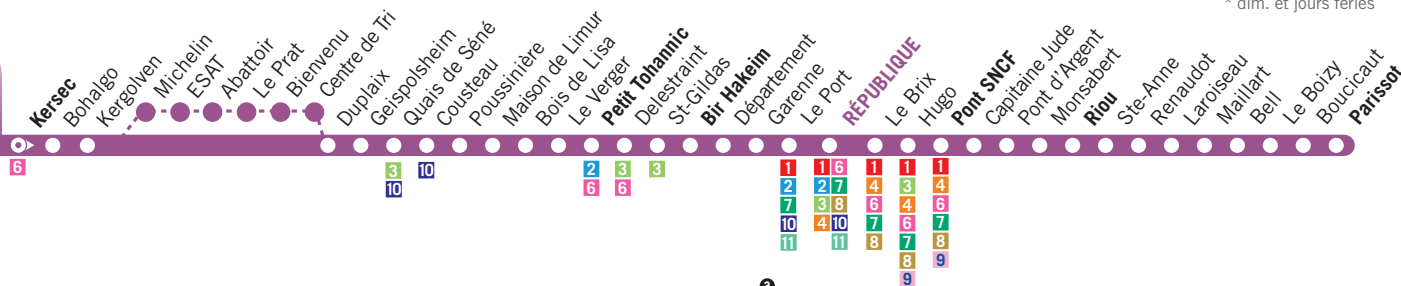 * dim. et jours fériés
Kersec
Bohalgo
Kergolven
Michelin
ESAT
Abattoir
Le Prat
Bienvenu
Centre de Tri
Duplaix
Geispolsheim
Quais de Séné
Cousteau
Poussinière
Maison de Limur
Bois de Lisa
Le Verger
Petit Tohannic
Delestraint
St-Gildas
Bir Hakeim
Département
Garenne
Le Port
RÉPUBLIQUE
Le Brix
Hugo
Pont SNCF
Capitaine Jude
Pont d'Argent
Monsabert
Riou
Ste-Anne
Renaudot
Laroiseau
Maillart
Bell
Le Boizy
Boucicaut
Parissot
6 3 10 2 3 3 1 1 6 1 1 1
10 6 6 2 2 7 4 3 4
7 3 8 6 4 6
10 4 10 7 6 7
11 11 8 7 8
8 9
9